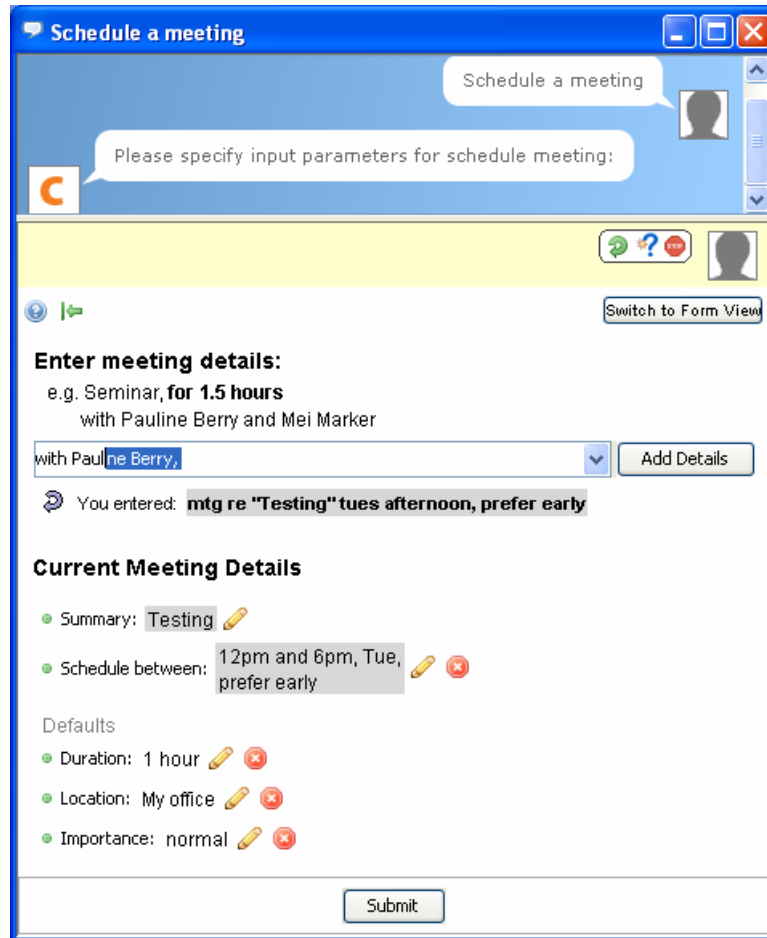 Schedule a meeting
Schedule a meeting
Please specify input parameters for schedule meeting:
C
STOP
Switch to Form View
Enter meeting details:
e.g. Seminar, for 1.5 hours
with Pauline Berry and Mei Marker
with Pauline Berry,
Add Details
You entered: mtg re "Testing" tues afternoon, prefer early
Current Meeting Details
Summary: Testing
Schedule between: 12pm and 6pm, Tue,
prefer early
Defaults
Duration: 1 hour
Location: My office
Importance: normal
Submit